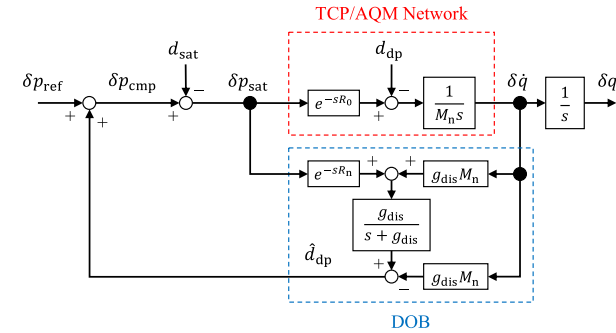 TCP/AQM Network
d_sat
d_dp
δp_ref
δp_cmp
−
δp_sat
−
δq̇
δq
e^{-sR_0}
1/(M_n s)
1/s
+
+
+
+
+
+
e^{-sR_n}
g_dis M_n
g_dis/(s + g_dis)
d̂_dp
+
−
g_dis M_n
DOB